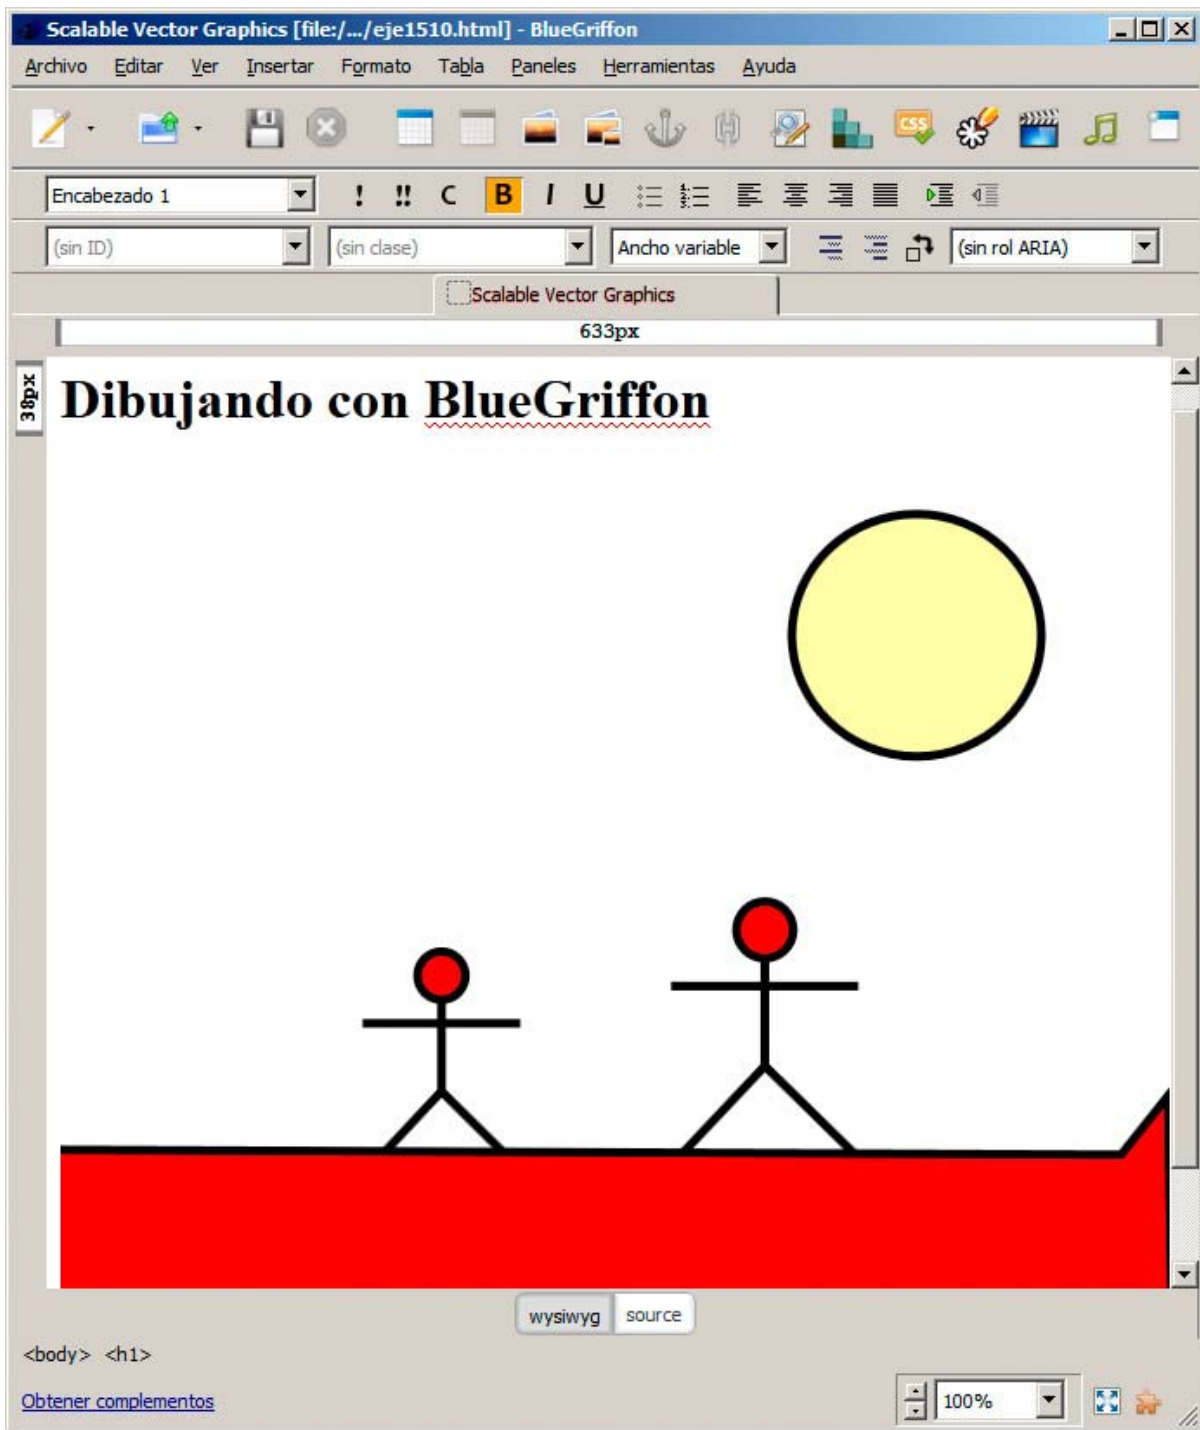 Scalable Vector Graphics [file:/.../eje1510.html] - BlueGriffon
Archivo Editar Ver Insertar Formato Tabla Paneles Herramientas Ayuda
CSS
Encabezado 1 ! !! C B I U
(sin ID) (sin clase) Ancho variable (sin rol ARIA)
Scalable Vector Graphics
633px
38px
Dibujando con BlueGriffon
wysiwyg source
<body> <h1>
Obtener complementos 100%